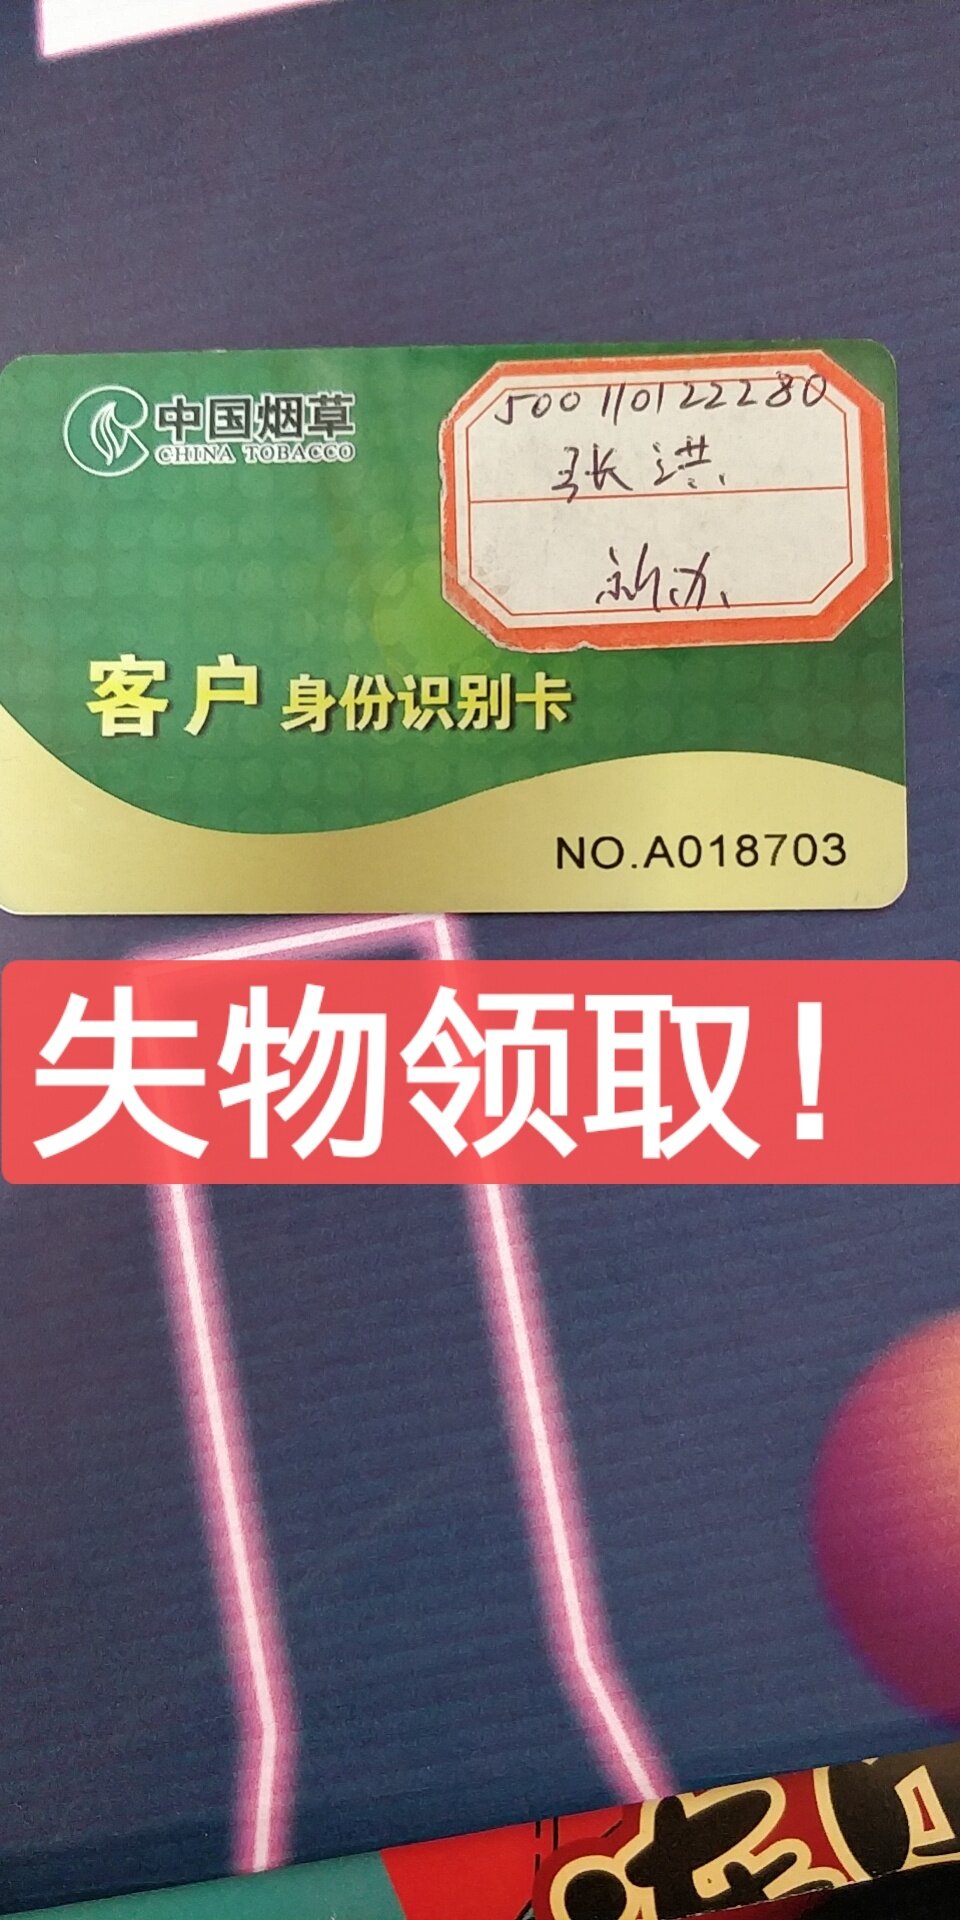 中国烟草
CHINA TOBACCO
500110122280
张洪
新办
客户身份识别卡
NO.A018703
失物领取！